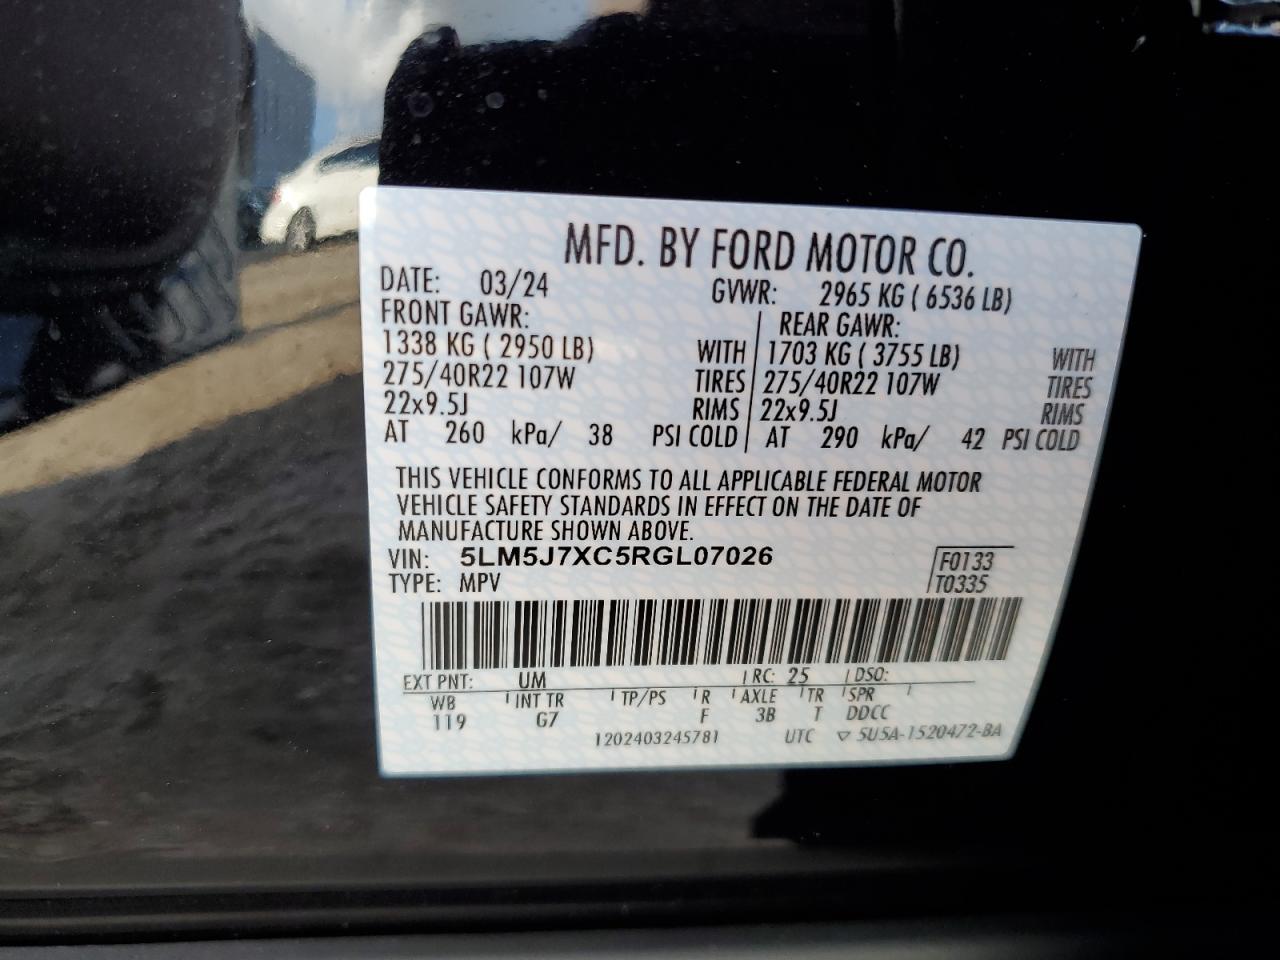 MFD. BY FORD MOTOR CO.
DATE: 03/24 GVWR: 2965 KG ( 6536 LB)
FRONT GAWR: REAR GAWR:
1338 KG ( 2950 LB) WITH 1703 KG ( 3755 LB) WITH
275/40R22 107W TIRES 275/40R22 107W TIRES
22x9.5J RIMS 22x9.5J RIMS
AT 260 kPa/ 38 PSI COLD AT 290 kPa/ 42 PSI COLD
THIS VEHICLE CONFORMS TO ALL APPLICABLE FEDERAL MOTOR
VEHICLE SAFETY STANDARDS IN EFFECT ON THE DATE OF
MANUFACTURE SHOWN ABOVE.
VIN: 5LM5J7XC5RGL07026 F0133
TYPE: MPV T0335
EXT PNT: UM RC: 25 DSO:
WB INT TR TP/PS R AXLE TR SPR
119 G7 F 3B T DDCC
1202403245781 UTC ▽ SU5A-1520472-BA